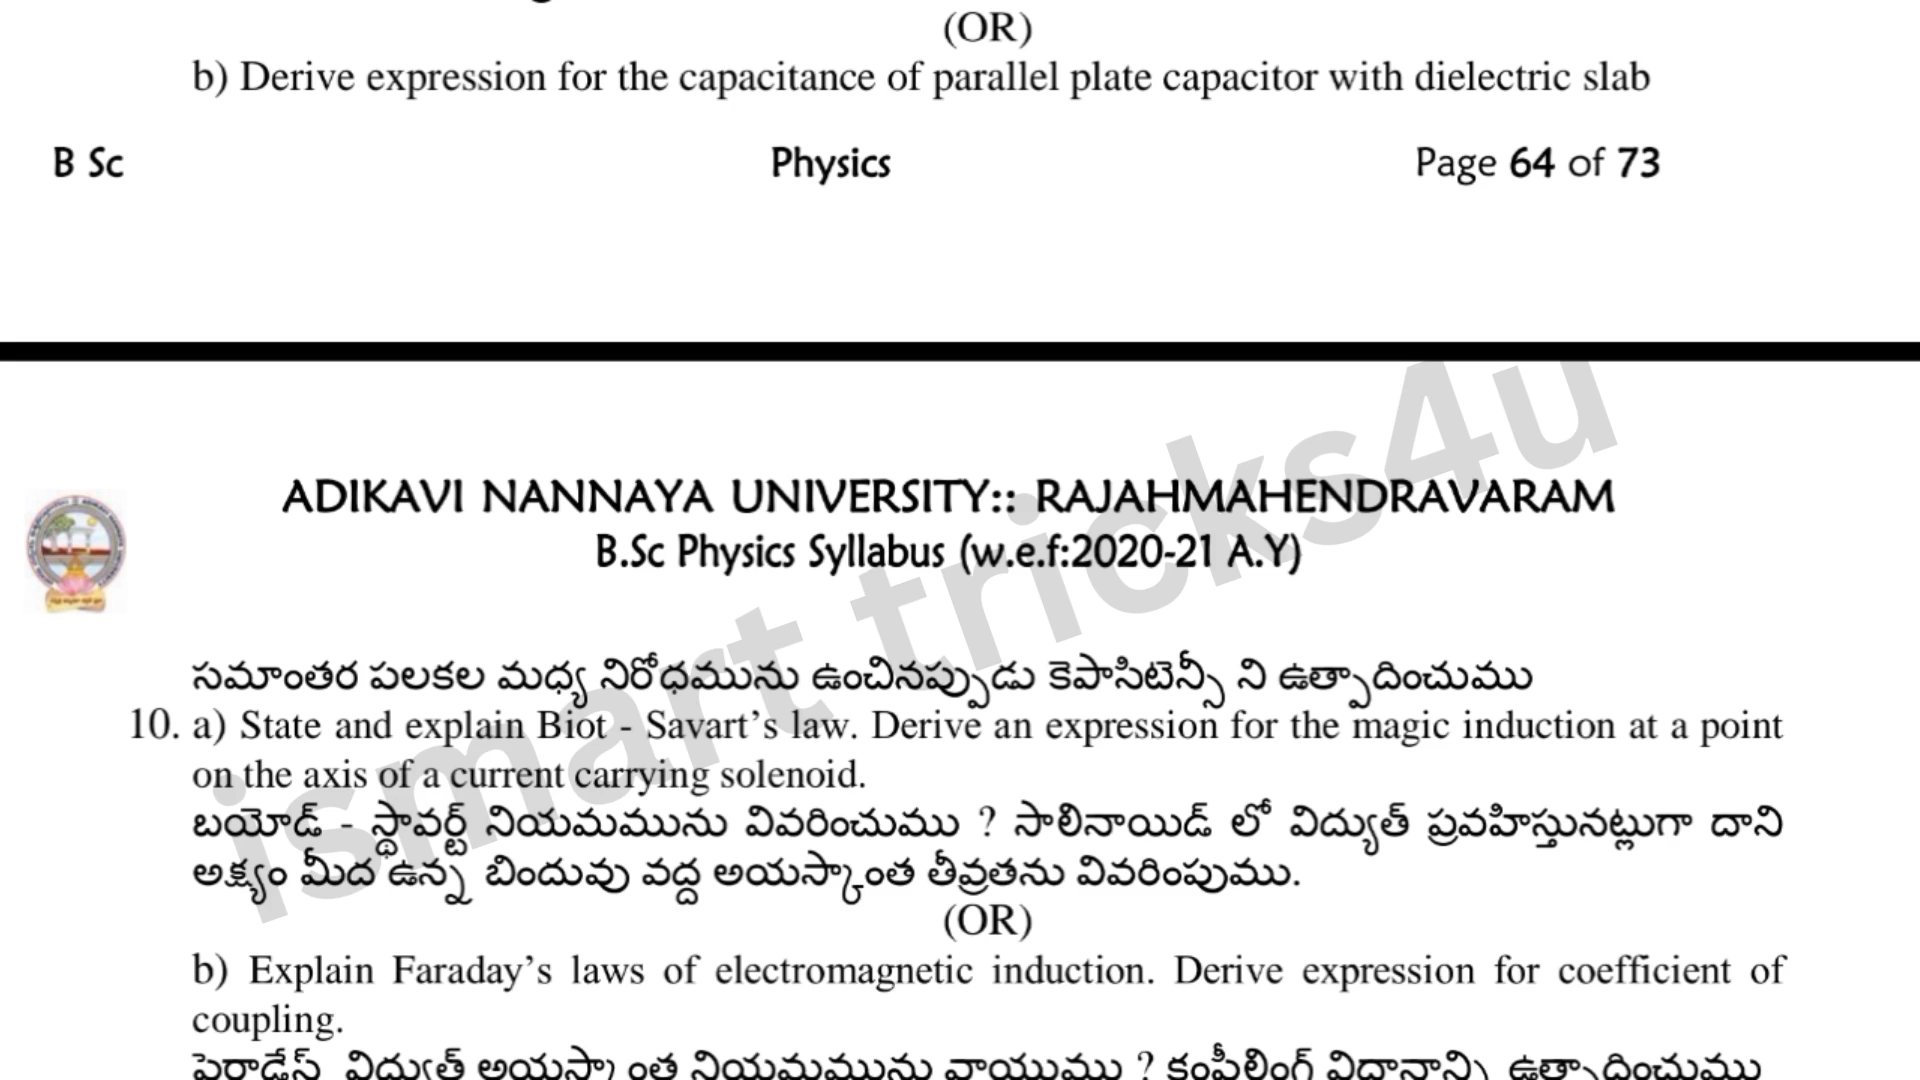 (OR)
b) Derive expression for the capacitance of parallel plate capacitor with dielectric slab
B Sc Physics Page 64 of 73
ismart tricks4u
ADIKAVI NANNAYA UNIVERSITY:: RAJAHMAHENDRAVARAM
B.Sc Physics Syllabus (w.e.f:2020-21 A.Y)
సమాంతర పలకల మధ్య నిరోధమును ఉంచినప్పుడు కెపాసిటెన్సీ ని ఉత్పాదించుము
10. a) State and explain Biot - Savart’s law. Derive an expression for the magic induction at a point
on the axis of a current carrying solenoid.
బయోడ్ - స్థావర్ట్ నియమమును వివరించుము ? సాలినాయిడ్ లో విద్యుత్ ప్రవహిస్తునట్లుగా దాని
అక్ష్యం మీద ఉన్న బిందువు వద్ద అయస్కాంత తీవ్రతను వివరింపుము.
(OR)
b) Explain Faraday’s laws of electromagnetic induction. Derive expression for coefficient of
coupling.
విద్యుత్ అయస్కాంత నియమమును వ్రాయుము ? ఉత్పాదించుము